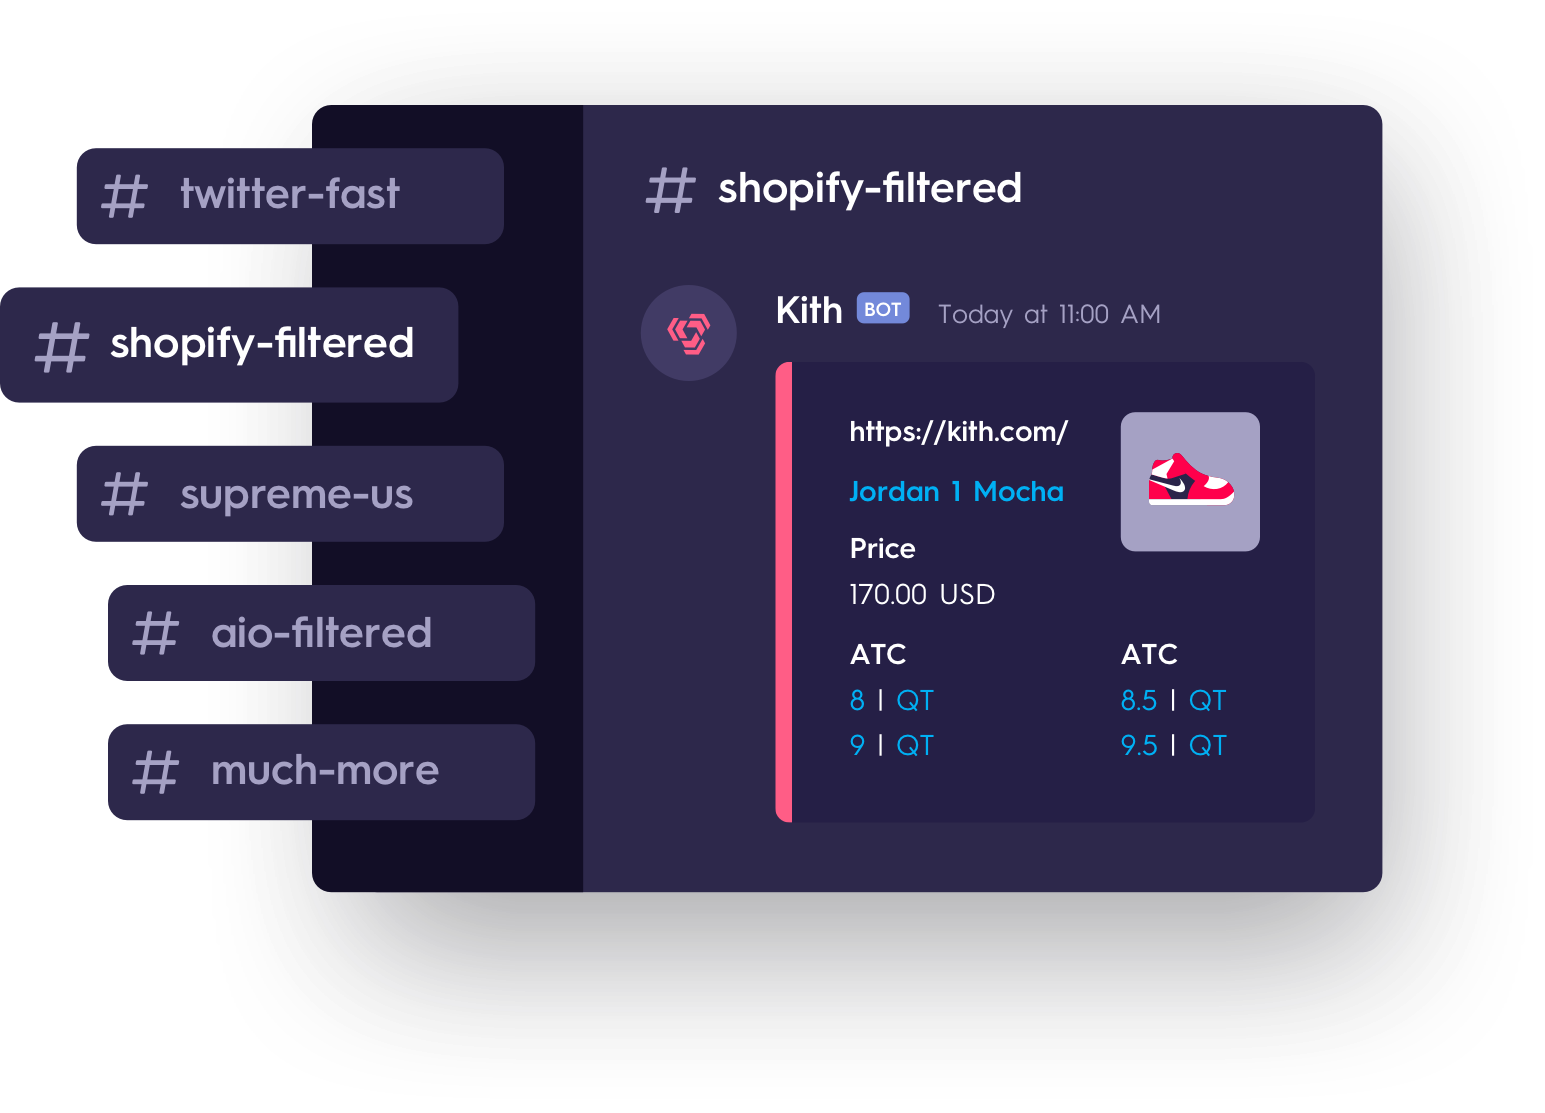 # twitter-fast
# shopify-filtered
# supreme-us
# aio-filtered
# much-more
# shopify-filtered
Kith BOT Today at 11:00 AM
https://kith.com/
Jordan 1 Mocha
Price
170.00 USD
ATC ATC
8 | QT 8.5 | QT
9 | QT 9.5 | QT